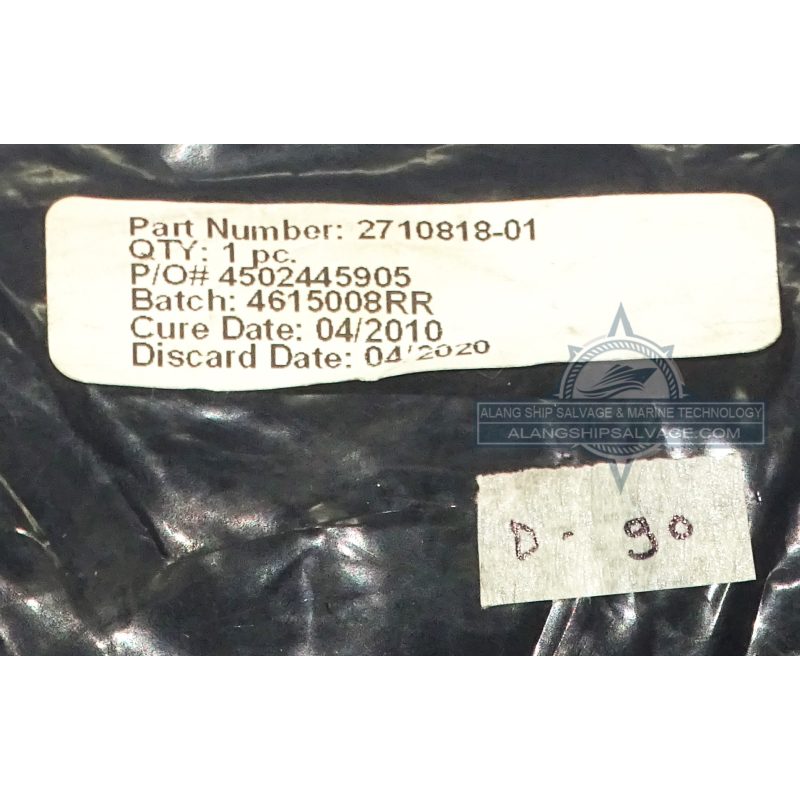 Part Number: 2710818-01
QTY: 1 pc.
P/O# 4502445905
Batch: 4615008RR
Cure Date: 04/2010
Discard Date: 04/2020
ALANG SHIP SALVAGE & MARINE TECHNOLOGY
ALANGSHIPSALVAGE.COM
D- 90